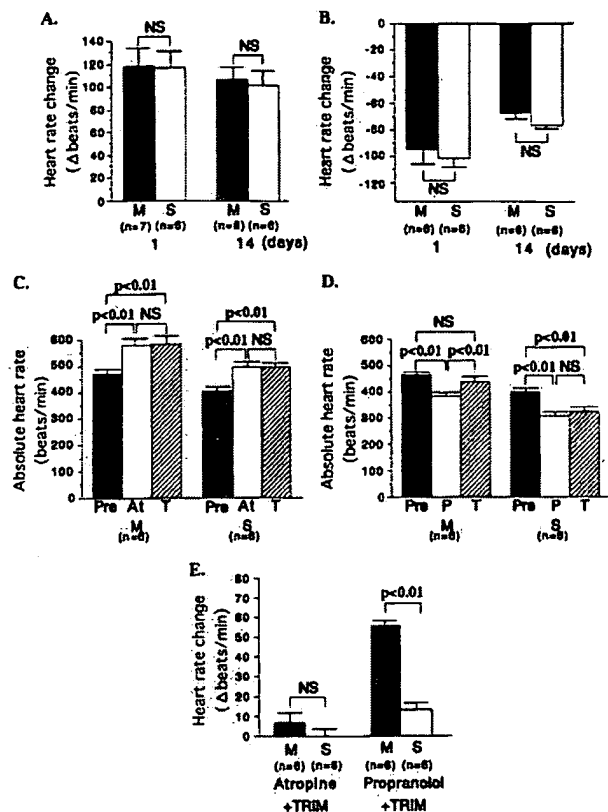 A.
NS
NS
Heart rate change
(Δ beats/min)
140
120
100
80
60
40
20
0
M S M S
(n=7) (n=6) (n=6) (n=6)
1 14 (days)
B.
Heart rate change
(Δ beats/min)
0
-20
-40
-60
-80
-100
-120
NS
NS
M S M S
(n=6) (n=6) (n=6) (n=6)
1 14 (days)
C.
p<0.01
p<0.01 NS
p<0.01
p<0.01 NS
Absolute heart rate
(beats/min)
600
500
400
300
200
100
0
Pre At T Pre At T
M S
(n=6) (n=6)
D.
NS
p<0.01 p<0.01
p<0.01
p<0.01 NS
Absolute heart rate
(beats/min)
600
500
400
300
200
100
0
Pre P T Pre P T
M S
(n=6) (n=6)
E.
Heart rate change
(Δ beats/min)
80
70
60
50
40
30
20
10
0
NS
p<0.01
M S M S
(n=6) (n=6) (n=6) (n=6)
Atropine Propranolol
+TRIM +TRIM